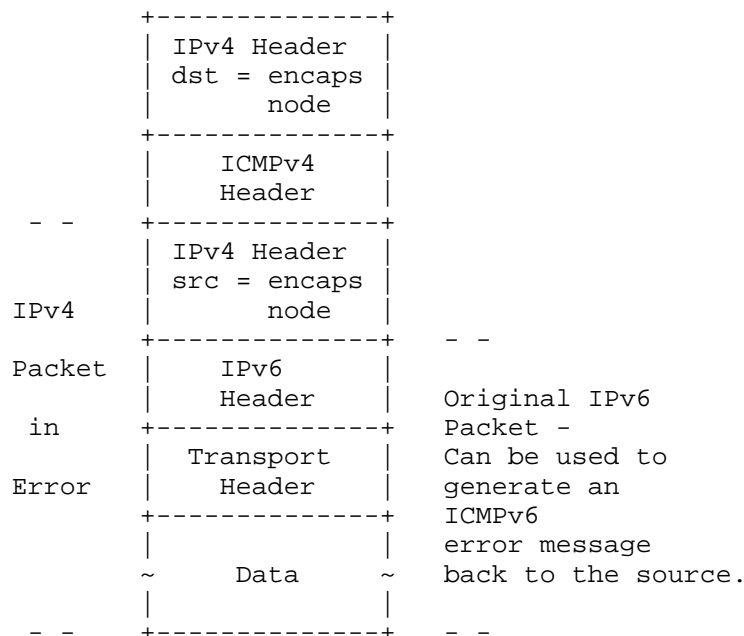 +--------------+
| IPv4 Header  |
| dst = encaps |
|       node   |
+--------------+
|    ICMPv4    |
|    Header    |
- -    +--------------+
| IPv4 Header  |
| src = encaps |
IPv4    |       node   |
+--------------+   - -
Packet  |    IPv6      |
|    Header    |   Original IPv6
in     +--------------+   Packet -
|  Transport   |   Can be used to
Error   |    Header    |   generate an
+--------------+   ICMPv6
|              |   error message
~     Data     ~   back to the source.
|              |
- -    +--------------+   - -